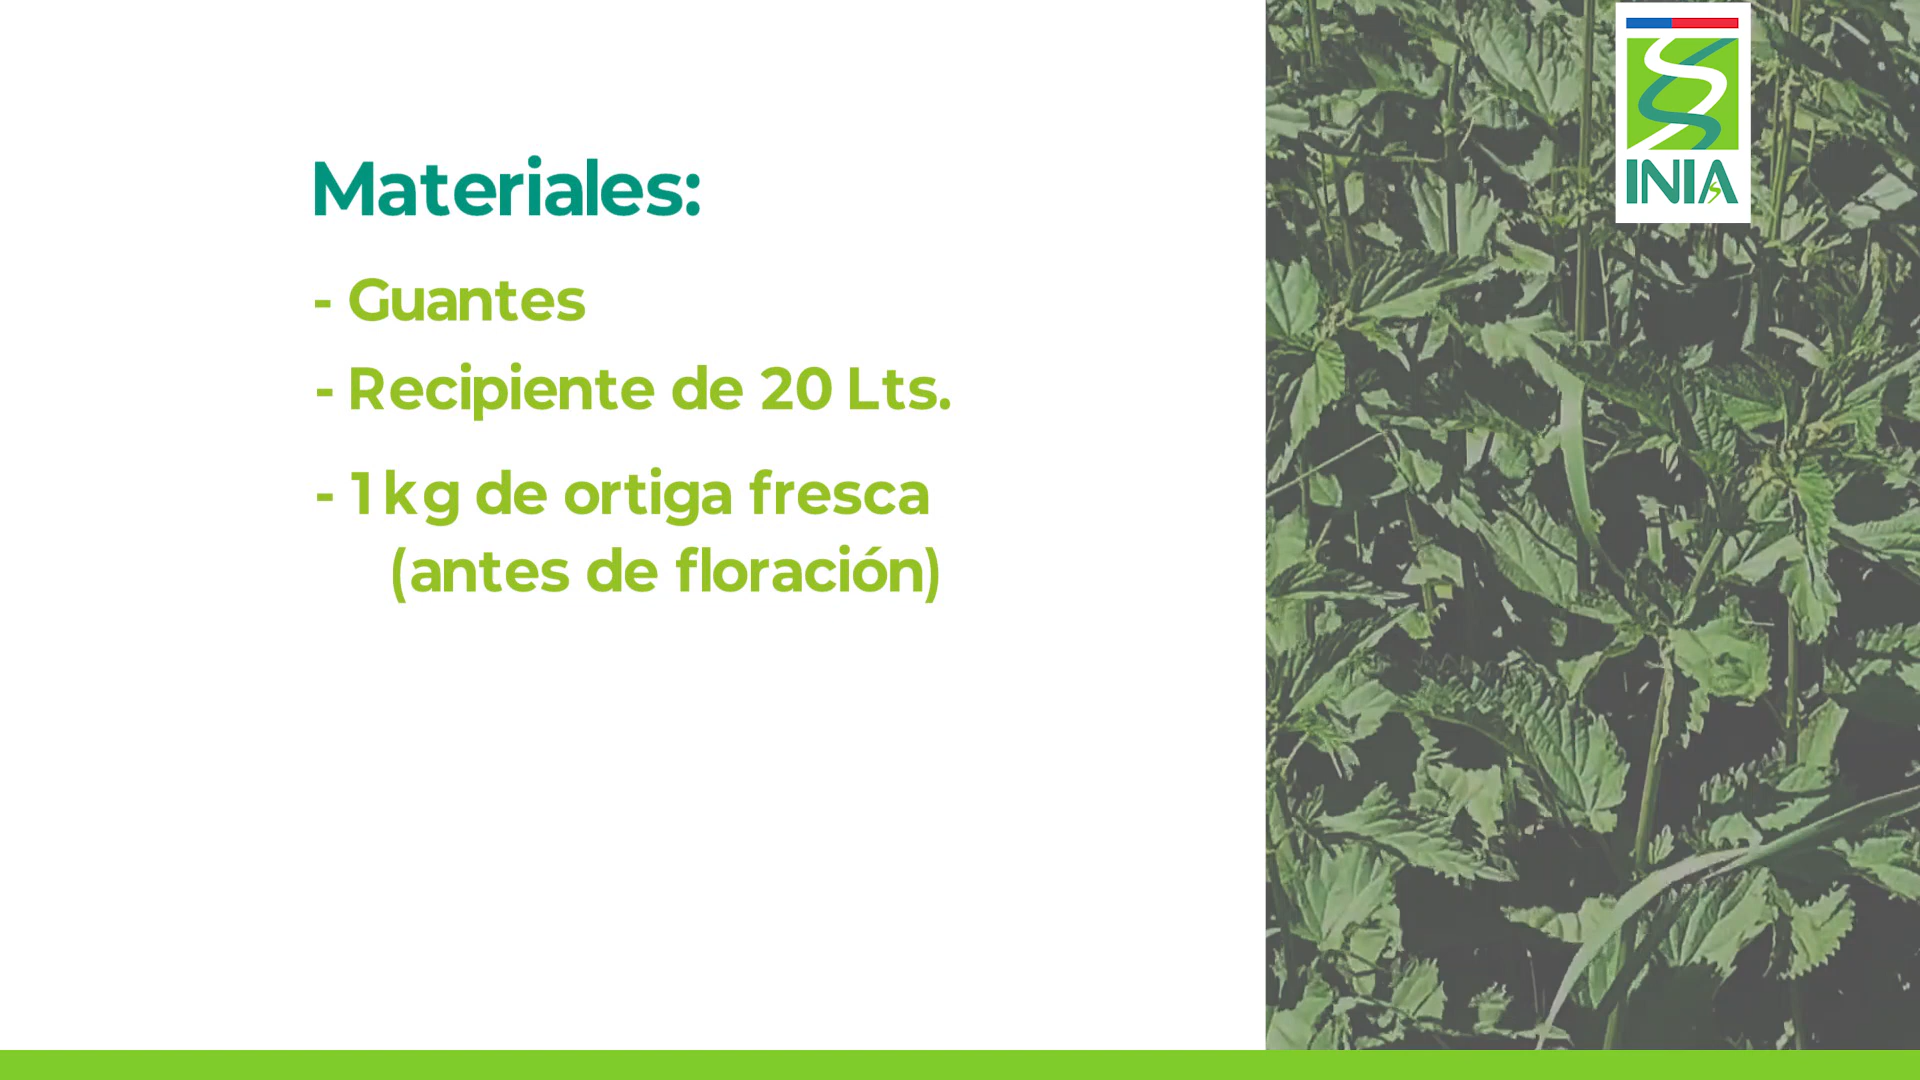 Materiales:
- Guantes
- Recipiente de 20 Lts.
- 1 kg de ortiga fresca
(antes de floración)
INIA